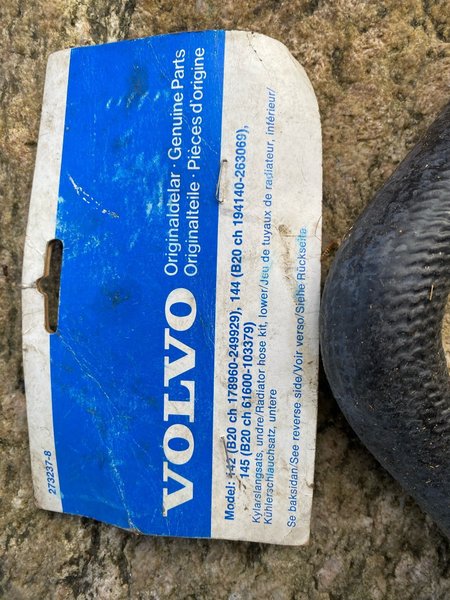 VOLVO
Originaldelar · Genuine Parts
Originalteile · Pièces d'origine
Model: 142 (B20 ch 178960-249929), 144 (B20 ch 194140-263069),
145 (B20 ch 61600-103379)
Kylarslangsats, undre/Radiator hose kit, lower/Jeu de tuyaux de radiateur, inférieur/
Kühlerschlauchsatz, untere
Se baksidan/See reverse side/Voir verso/Siehe Rückseite
273237-8